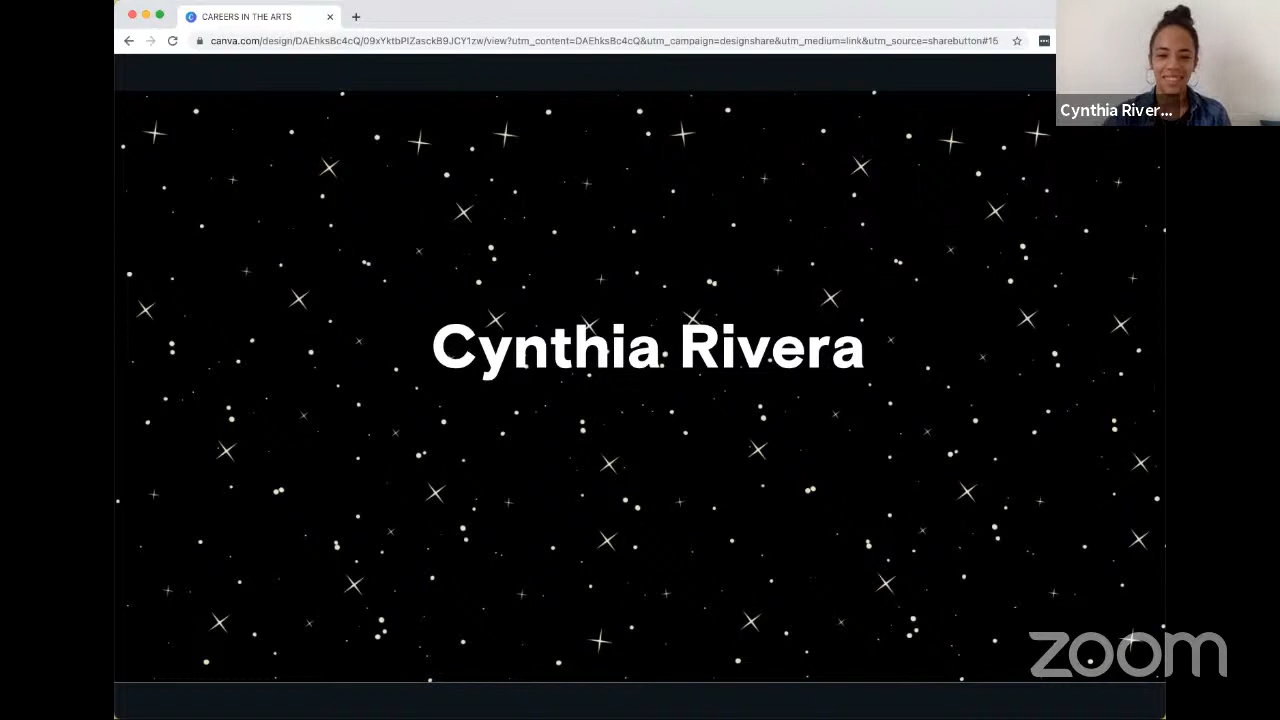 CAREERS IN THE ARTS
canva.com/design/DAEhksBc4cQ/09xYktbPIZasckB9JCY1zw/view?utm_content=DAEhksBc4cQ&utm_campaign=designshare&utm_medium=link&utm_source=sharebutton#15
Cynthia River...
Cynthia Rivera
zoom